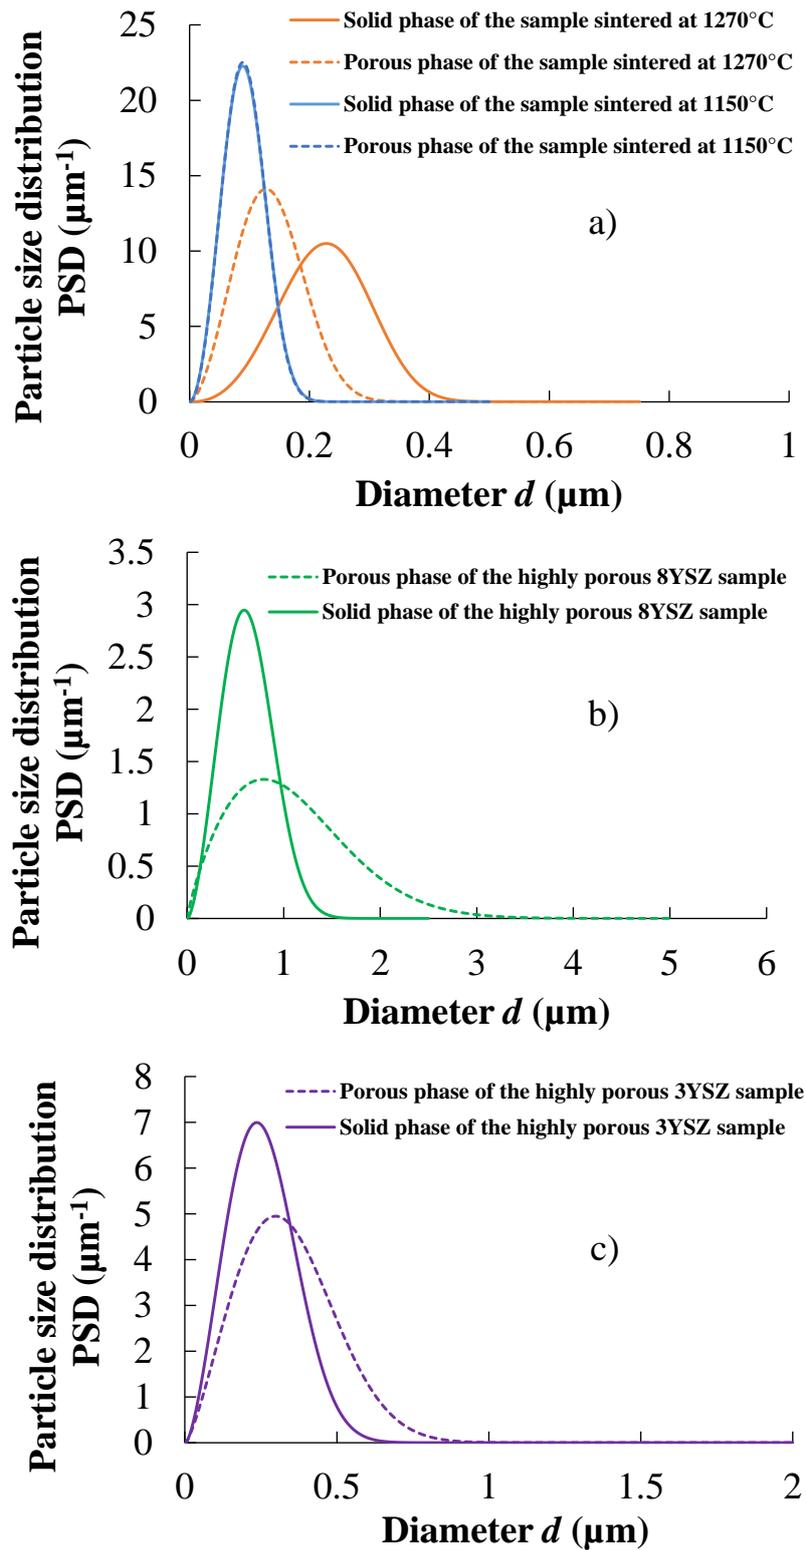 25
20
15
10
5
0
Particle size distribution
PSD (µm-1)
Solid phase of the sample sintered at 1270°C
Porous phase of the sample sintered at 1270°C
Solid phase of the sample sintered at 1150°C
Porous phase of the sample sintered at 1150°C
a)
0 0.2 0.4 0.6 0.8 1
Diameter d (µm)
3.5
3
2.5
2
1.5
1
0.5
0
Particle size distribution
PSD (µm-1)
Porous phase of the highly porous 8YSZ sample
Solid phase of the highly porous 8YSZ sample
b)
0 1 2 3 4 5 6
Diameter d (µm)
8
7
6
5
4
3
2
1
0
Particle size distribution
PSD (µm-1)
Porous phase of the highly porous 3YSZ sample
Solid phase of the highly porous 3YSZ sample
c)
0 0.5 1 1.5 2
Diameter d (µm)